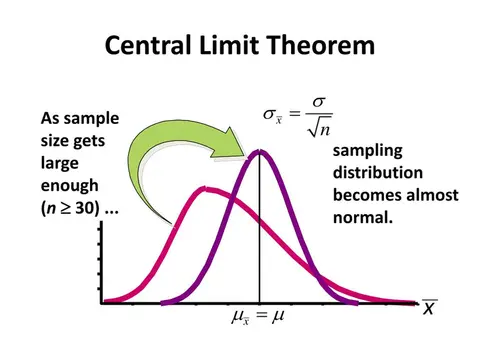 Central Limit Theorem
As sample
size gets
large
enough
(n ≥ 30) ...
σx̅ = σ/√n
sampling
distribution
becomes almost
normal.
x̅
μx̅ = μ